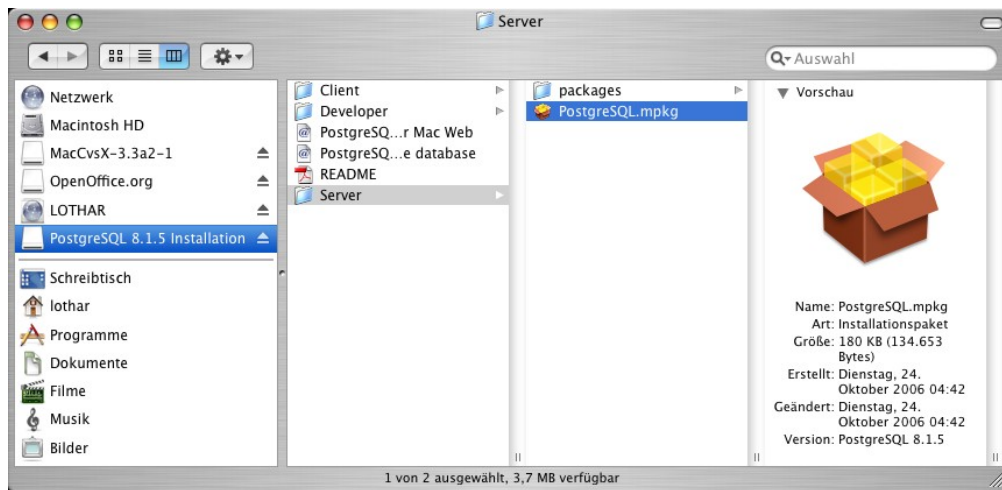 Server
Auswahl
Netzwerk
Macintosh HD
MacCvsX-3.3a2-1
OpenOffice.org
LOTHAR
PostgreSQL 8.1.5 Installation
Schreibtisch
lothar
Programme
Dokumente
Filme
Musik
Bilder
Client
Developer
PostgreSQ...r Mac Web
PostgreSQ...e database
README
Server
packages
PostgreSQL.mpkg
Vorschau
Name: PostgreSQL.mpkg
Art: Installationspaket
Größe: 180 KB (134.653
Bytes)
Erstellt: Dienstag, 24.
Oktober 2006 04:42
Geändert: Dienstag, 24.
Oktober 2006 04:42
Version: PostgreSQL 8.1.5
1 von 2 ausgewählt, 3,7 MB verfügbar